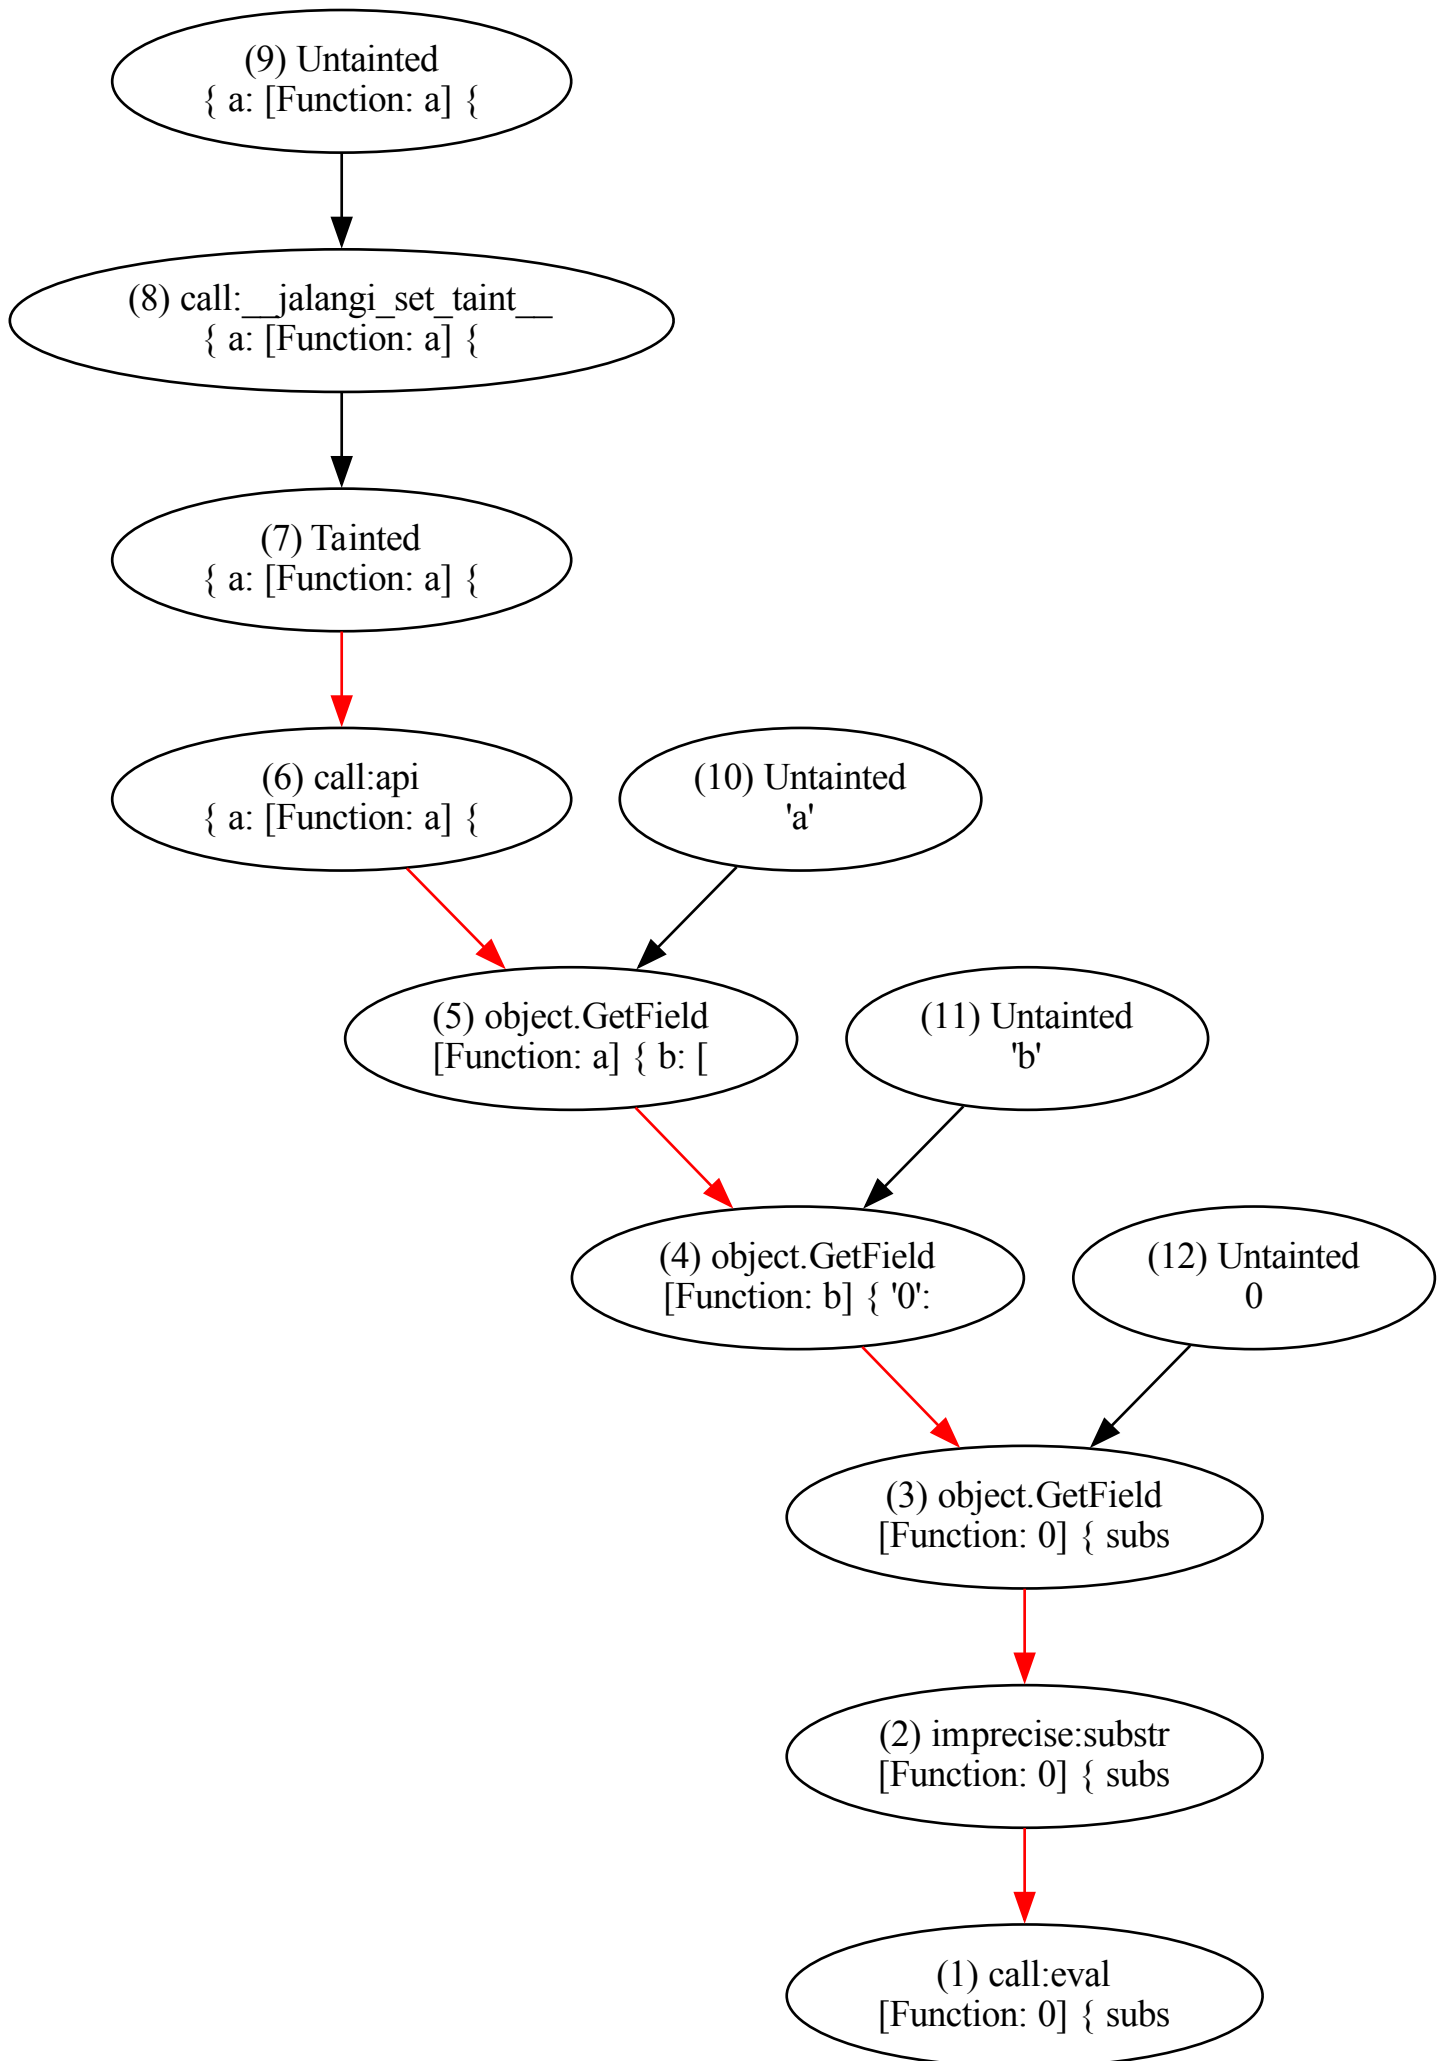 (9) Untainted
{ a: [Function: a] {
(8) call:__jalangi_set_taint__
{ a: [Function: a] {
(7) Tainted
{ a: [Function: a] {
(6) call:api
{ a: [Function: a] {
(10) Untainted
'a'
(5) object.GetField
[Function: a] { b: [
(11) Untainted
'b'
(4) object.GetField
[Function: b] { '0':
(12) Untainted
0
(3) object.GetField
[Function: 0] { subs
(2) imprecise:substr
[Function: 0] { subs
(1) call:eval
[Function: 0] { subs